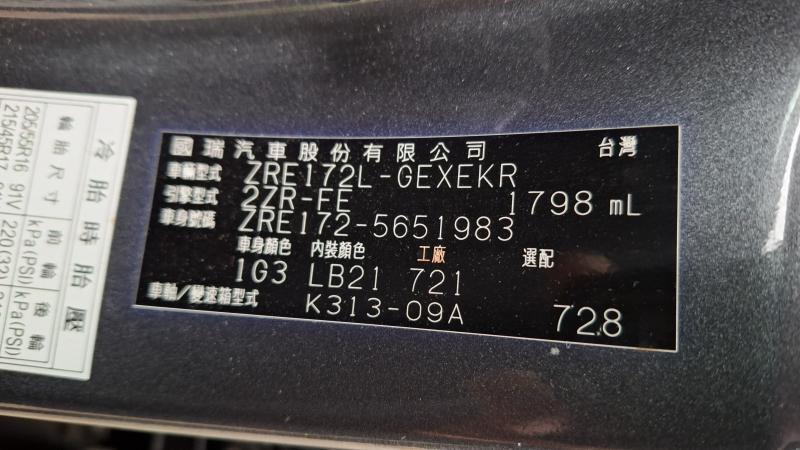 國瑞汽車股份有限公司 台灣
車輛型式 ZRE172L-GEXEKR
引擎型式 2ZR-FE 1798 mL
車身號碼 ZRE172-5651983
車身顏色 內裝顏色 工廠 選配
1G3 LB21 721
車軸/變速箱型式 K313-09A 728
冷胎時胎壓
輪胎尺寸 前輪 後輪
kPa(PSI) kPa(PSI)
205/55R16 91V 220(32)
215/45R17